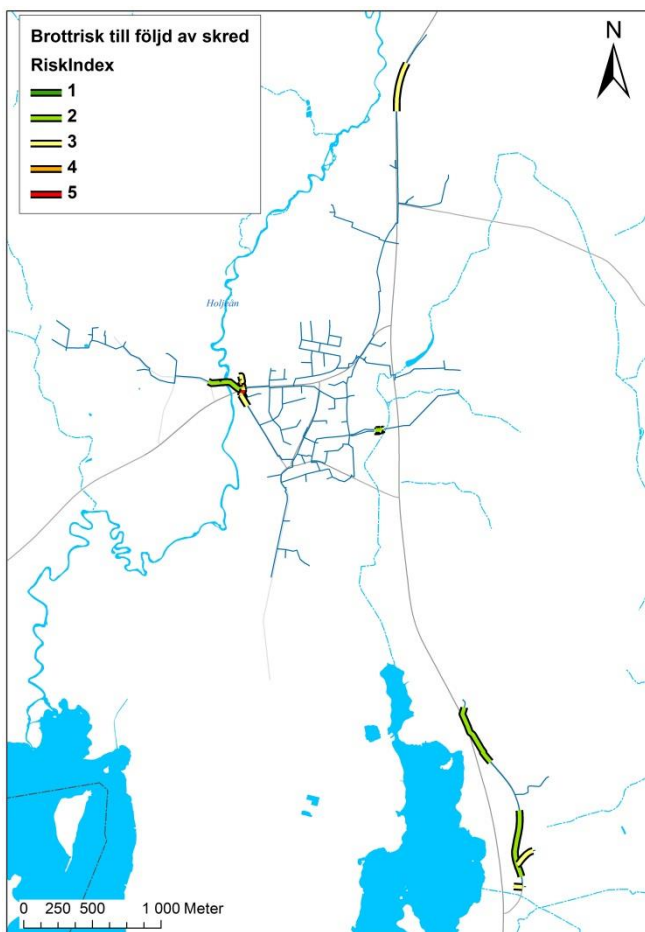 Brottrisk till följd av skred
RiskIndex
1
2
3
4
5
N
Holjeån
0 250 500 1 000 Meter